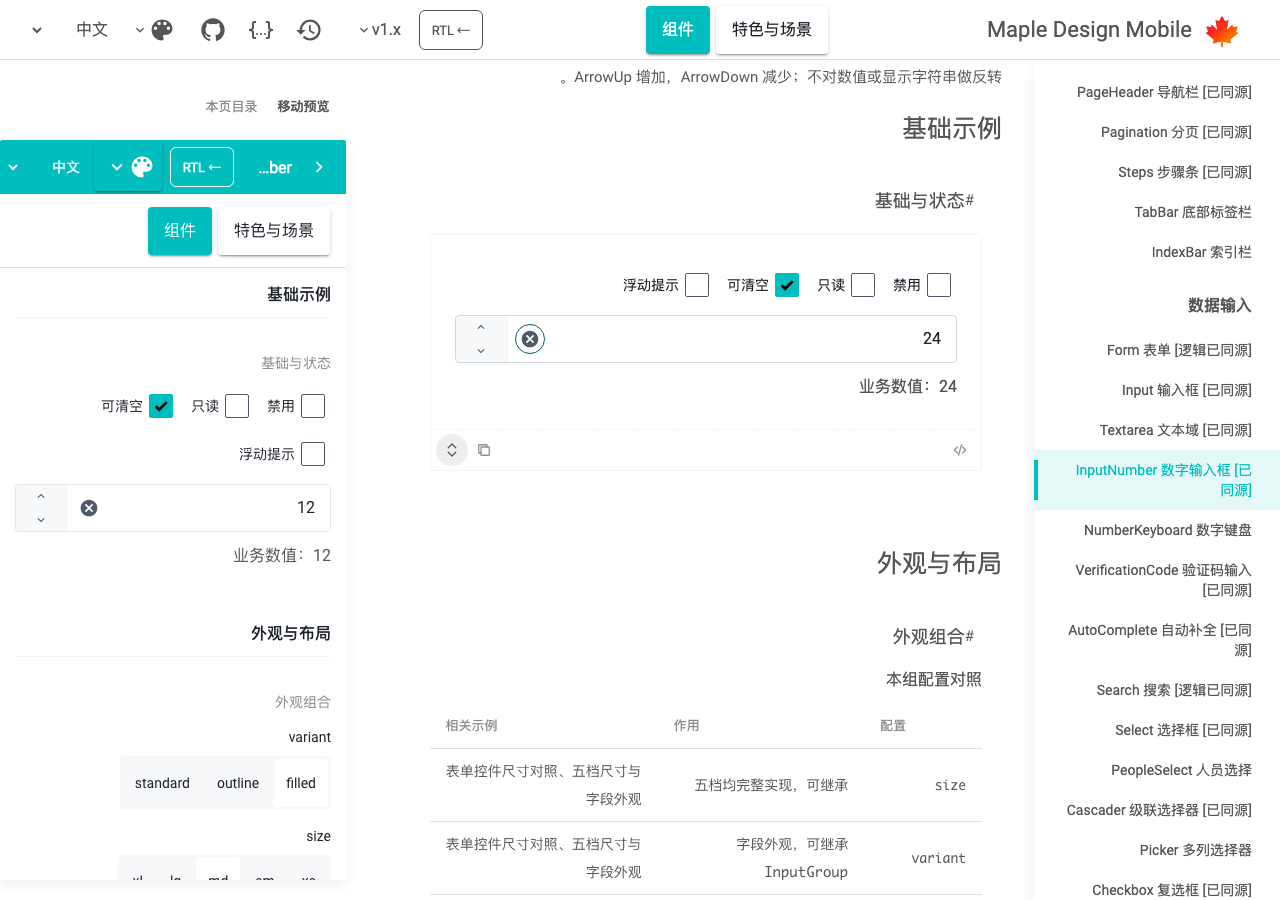 Maple Design Mobile
组件
特色与场景
RTL ←
v1.x
{..}
中文
PageHeader 导航栏 [已同源]
Pagination 分页 [已同源]
Steps 步骤条 [已同源]
TabBar 底部标签栏
IndexBar 索引栏
数据输入
Form 表单 [逻辑已同源]
Input 输入框 [已同源]
Textarea 文本域 [已同源]
InputNumber 数字输入框 [已
同源]
NumberKeyboard 数字键盘
VerificationCode 验证码输入
[已同源]
AutoComplete 自动补全 [已同
源]
Search 搜索 [逻辑已同源]
Select 选择框 [已同源]
PeopleSelect 人员选择
Cascader 级联选择器 [已同源]
Picker 多列选择器
Checkbox 复选框 [已同源]
。ArrowUp 增加，ArrowDown 减少；不对数值或显示字符串做反转
基础示例
基础与状态#
浮动提示 可清空 只读 禁用
24
业务数值：24
外观与布局
外观组合#
本组配置对照
相关示例 作用 配置
表单控件尺寸对照、五档尺寸与
字段外观
五档均完整实现，可继承
size
表单控件尺寸对照、五档尺寸与
字段外观
字段外观，可继承
InputGroup
variant
本页目录 移动预览
中文
RTL ←
...ber
组件
特色与场景
基础示例
基础与状态
可清空 只读 禁用
浮动提示
12
业务数值：12
外观与布局
外观组合
variant
standard outline filled
size
xl lg md sm xs